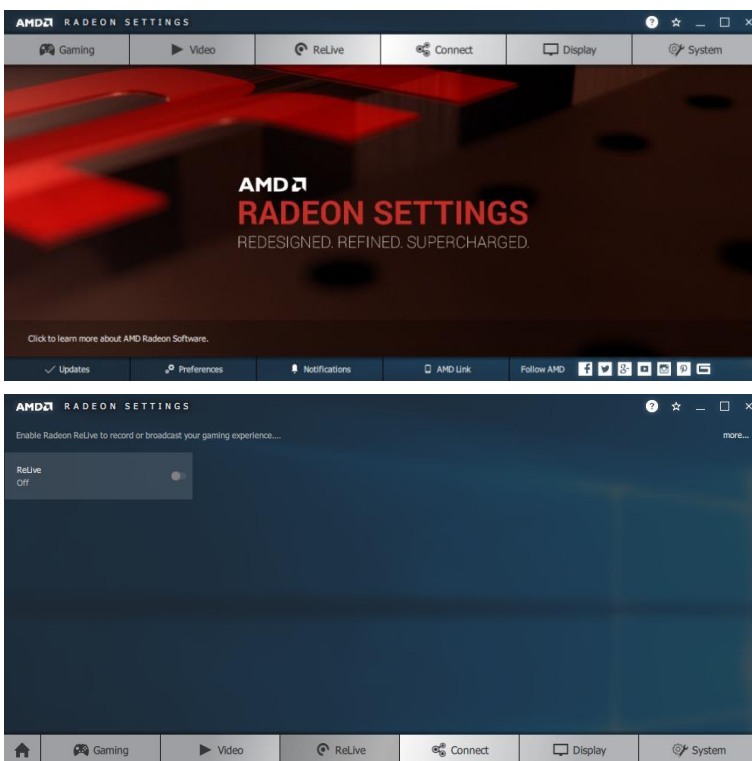 AMD RADEON SETTINGS
Gaming Video ReLive Connect Display System
AMD
RADEON SETTINGS
REDESIGNED. REFINED. SUPERCHARGED.
Click to learn more about AMD Radeon Software.
Updates Preferences Notifications AMD Link Follow AMD
AMD RADEON SETTINGS
Enable Radeon ReLive to record or broadcast your gaming experience.... more...
ReLive
Off
Gaming Video ReLive Connect Display System